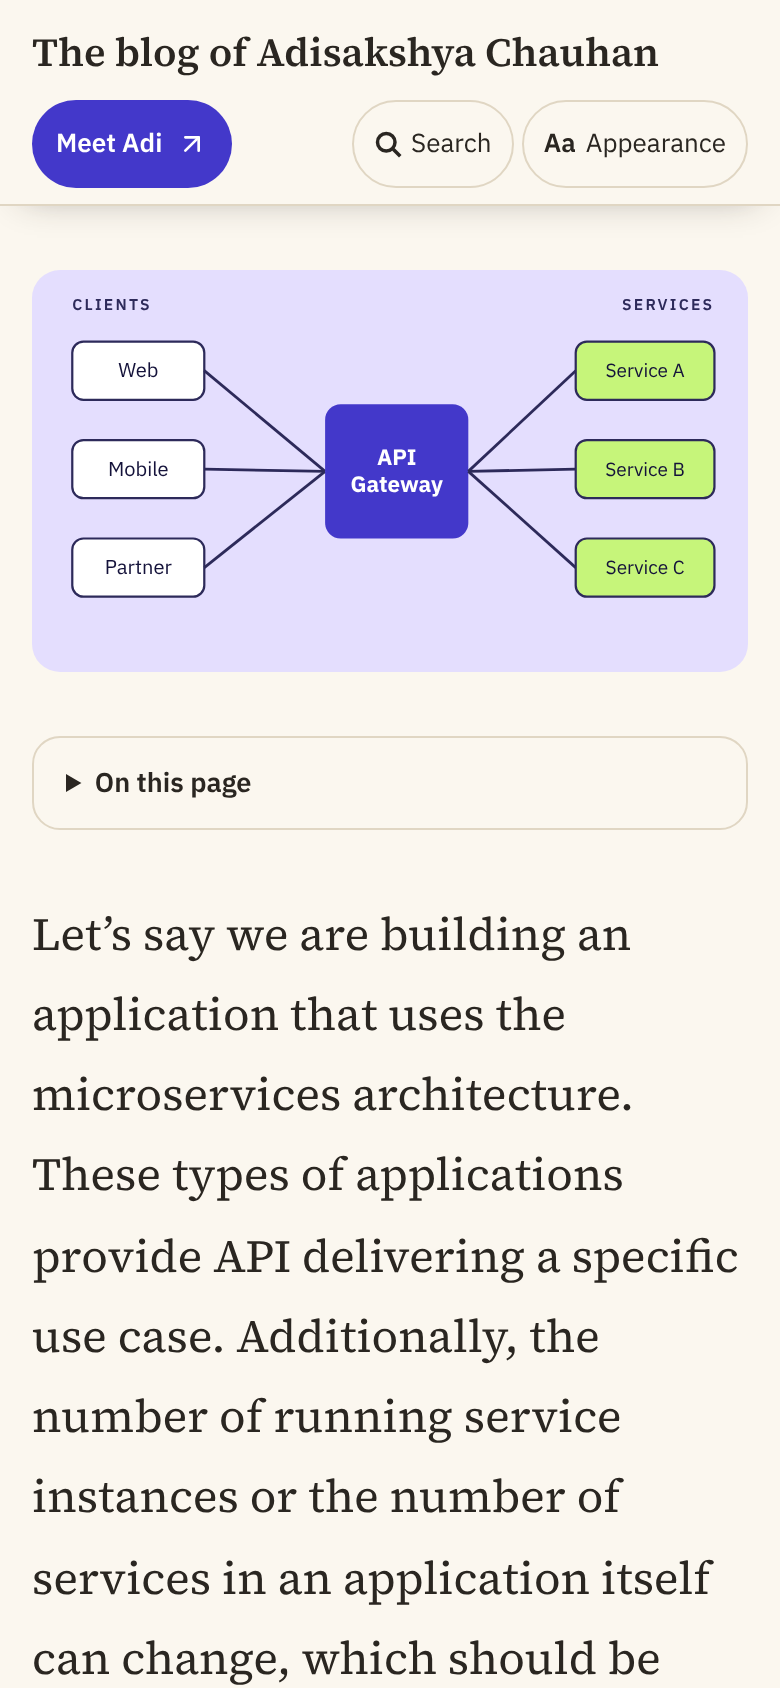 The blog of Adisakshya Chauhan
Meet Adi
Search
Aa Appearance
CLIENTS
SERVICES
Web
Service A
Mobile
API
Gateway
Service B
Partner
Service C
On this page
Let’s say we are building an
application that uses the
microservices architecture.
These types of applications
provide API delivering a specific
use case. Additionally, the
number of running service
instances or the number of
services in an application itself
can change, which should be